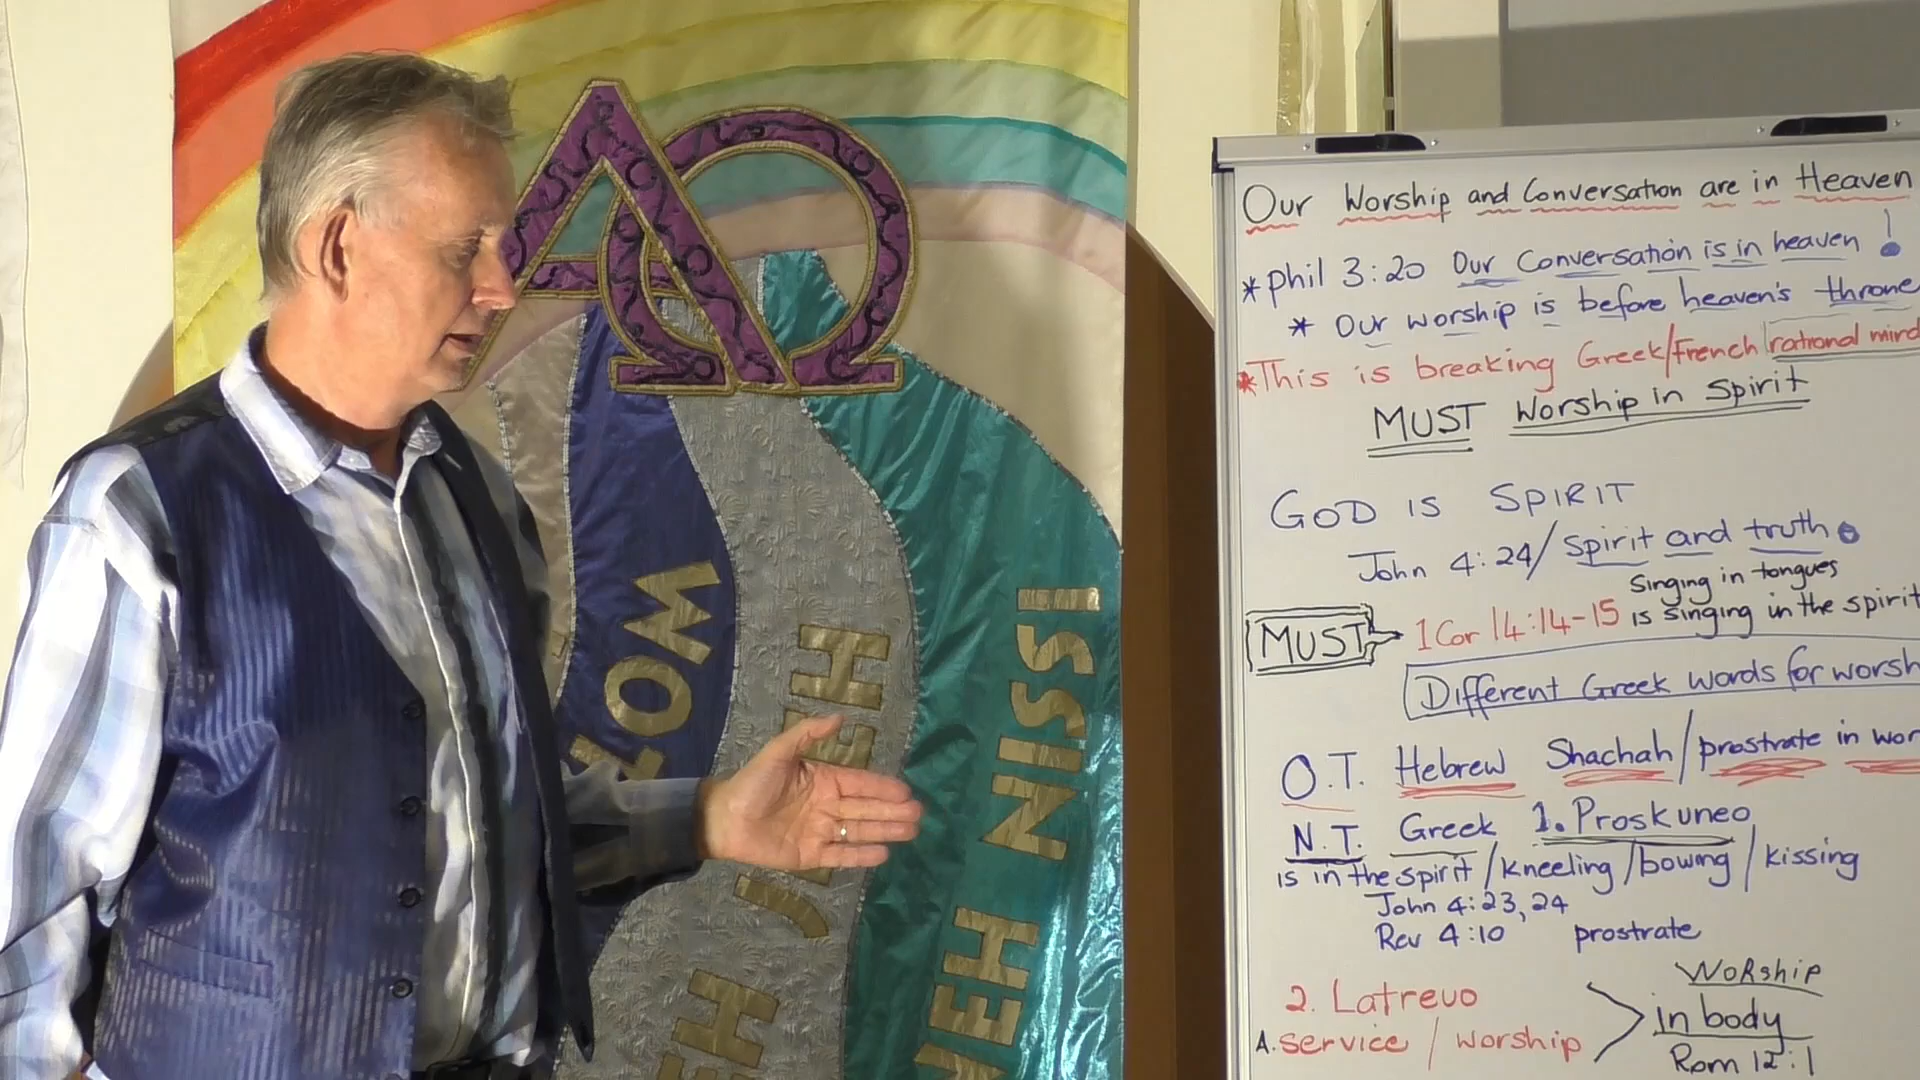 Our Worship and Conversation are in Heaven
* phil 3:20 Our Conversation is in heaven !
* Our worship is before heaven's throne
* This is breaking Greek/French rational mind
MUST Worship in Spirit
GOD IS SPIRIT
John 4:24/ Spirit and truth.
Singing in tongues
MUST 1 Cor 14:14-15 is singing in the spirit
Different Greek words for worsh
O.T. Hebrew Shachah/prostrate in wor
N.T. Greek 1. Proskuneo
is in the spirit/kneeling/bowing/kissing
John 4:23,24
Rev 4:10 prostrate
2. Latreuo
A. service / worship
Worship
in body
Rom 12:1
ΑΩ
NISSI